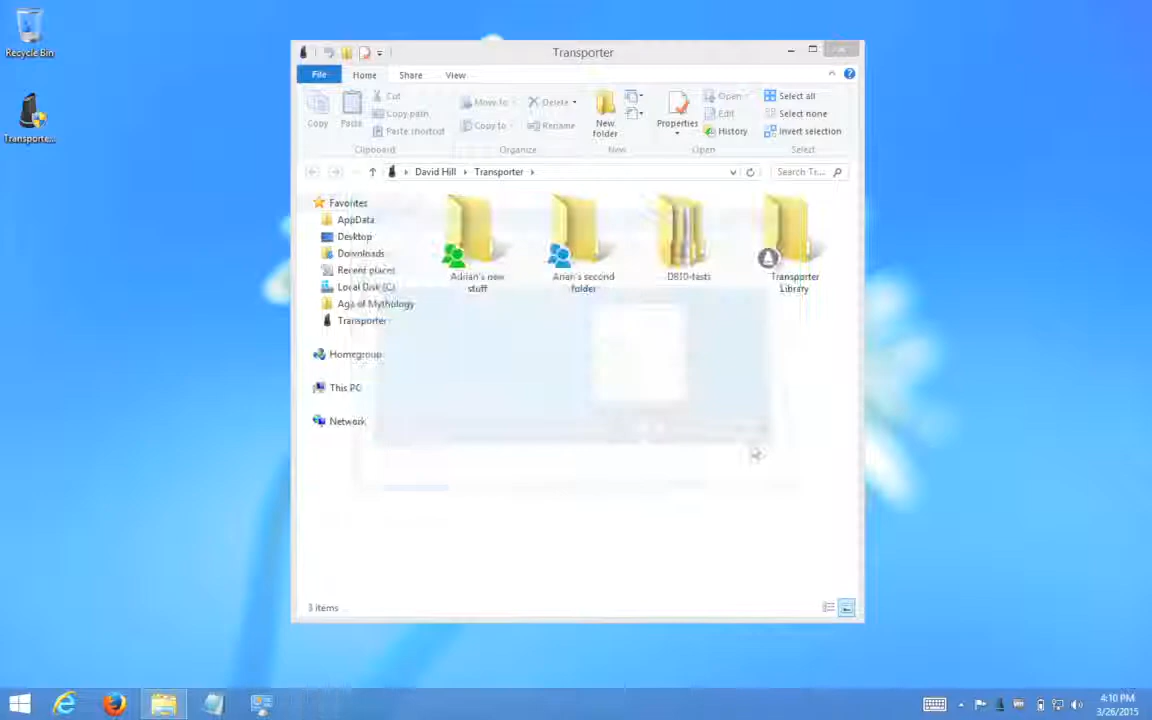 Recycle Bin
Transporte...
Transporter
File
Home
Share
View
Copy
Paste
Cut
Copy path
Paste shortcut
Clipboard
Move to
Copy to
Delete
Rename
Organize
New folder
New
Properties
Open
Edit
History
Open
Select all
Select none
Invert selection
Select
David Hill
Transporter
Search Tr...
Favorites
AppData
Desktop
Downloads
Recent places
Local Disk (C:)
Age of Mythology
Transporter
Homegroup
This PC
Network
Adrian's new
stuff
second
folder
Transporter
Library
3 items
4:10 PM
3/26/2015